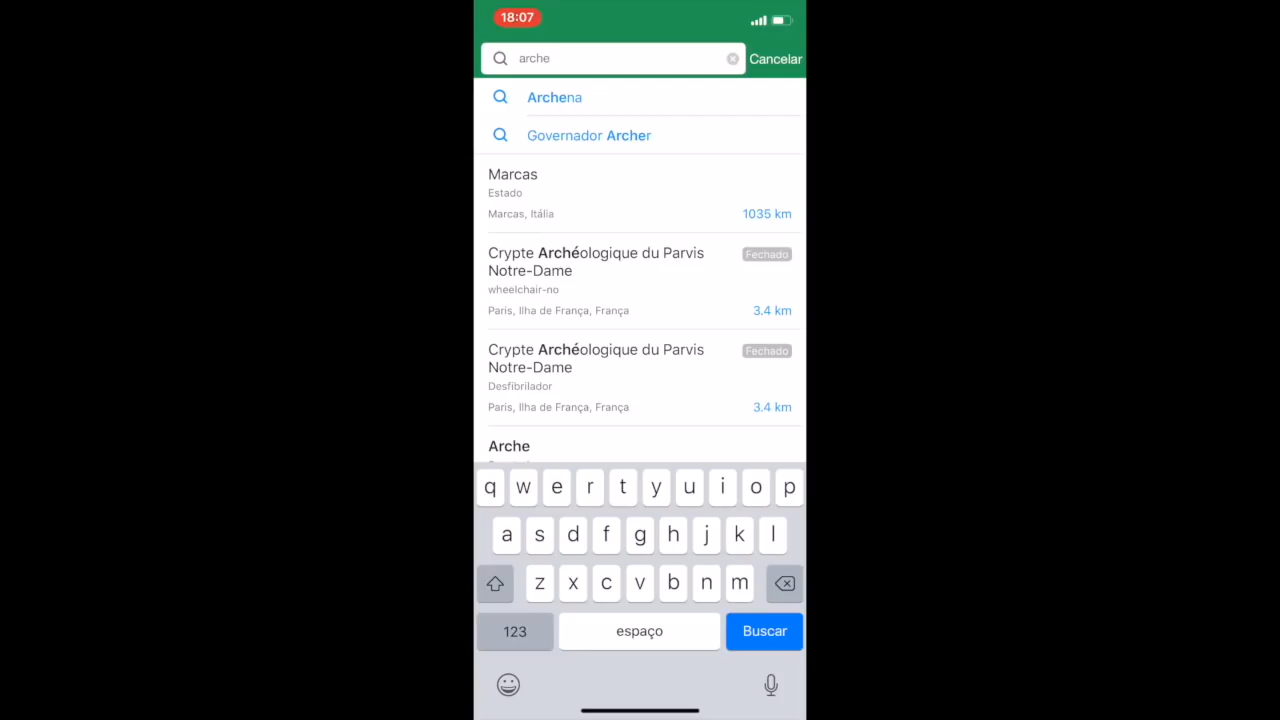 18:07
arche
Cancelar
Archena
Governador Archer
Marcas
Estado
Marcas, Itália
1035 km
Crypte Archéologique du Parvis
Notre-Dame
Fechado
wheelchair-no
Paris, Ilha de França, França
3.4 km
Crypte Archéologique du Parvis
Notre-Dame
Fechado
Desfibrilador
Paris, Ilha de França, França
3.4 km
Arche
q w e r t y u i o p
a s d f g h j k l
z x c v b n m
123 espaço Buscar